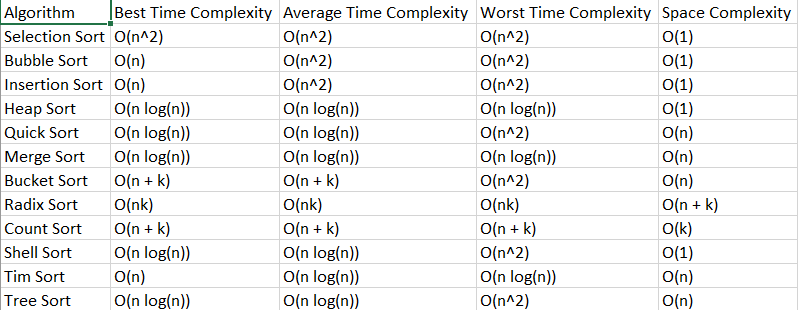 Algorithm Best Time Complexity Average Time Complexity Worst Time Complexity Space Complexity
Selection Sort O(n^2) O(n^2) O(n^2) O(1)
Bubble Sort O(n) O(n^2) O(n^2) O(1)
Insertion Sort O(n) O(n^2) O(n^2) O(1)
Heap Sort O(n log(n)) O(n log(n)) O(n log(n)) O(1)
Quick Sort O(n log(n)) O(n log(n)) O(n^2) O(n)
Merge Sort O(n log(n)) O(n log(n)) O(n log(n)) O(n)
Bucket Sort O(n + k) O(n + k) O(n^2) O(n)
Radix Sort O(nk) O(nk) O(nk) O(n + k)
Count Sort O(n + k) O(n + k) O(n + k) O(k)
Shell Sort O(n log(n)) O(n log(n)) O(n^2) O(1)
Tim Sort O(n) O(n log(n)) O(n log(n)) O(n)
Tree Sort O(n log(n)) O(n log(n)) O(n^2) O(n)